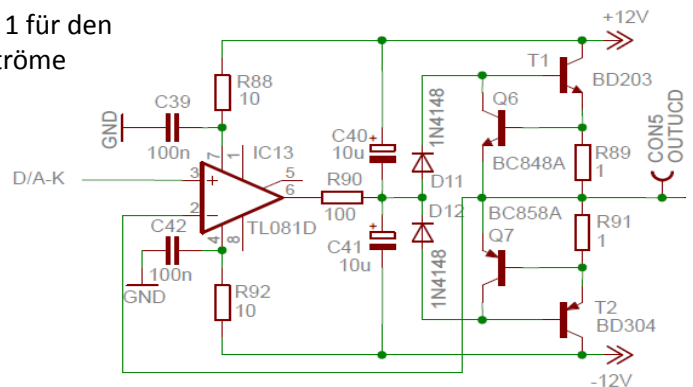 1 für den
tröme
+12V
T1
BD203
R88
10
C39
100n
GND
Q6
1N4148
C40
10u
+
7
1
IC13
D/A-K
3
+
5
6
R90
100
D11
BC848A
R89
1
CON5
OUTUCD
2
-
TL081D
D12
BC858A
R91
1
C42
100n
4
8
C41
10u
+
Q7
GND
R92
10
1N4148
T2
BD304
-12V